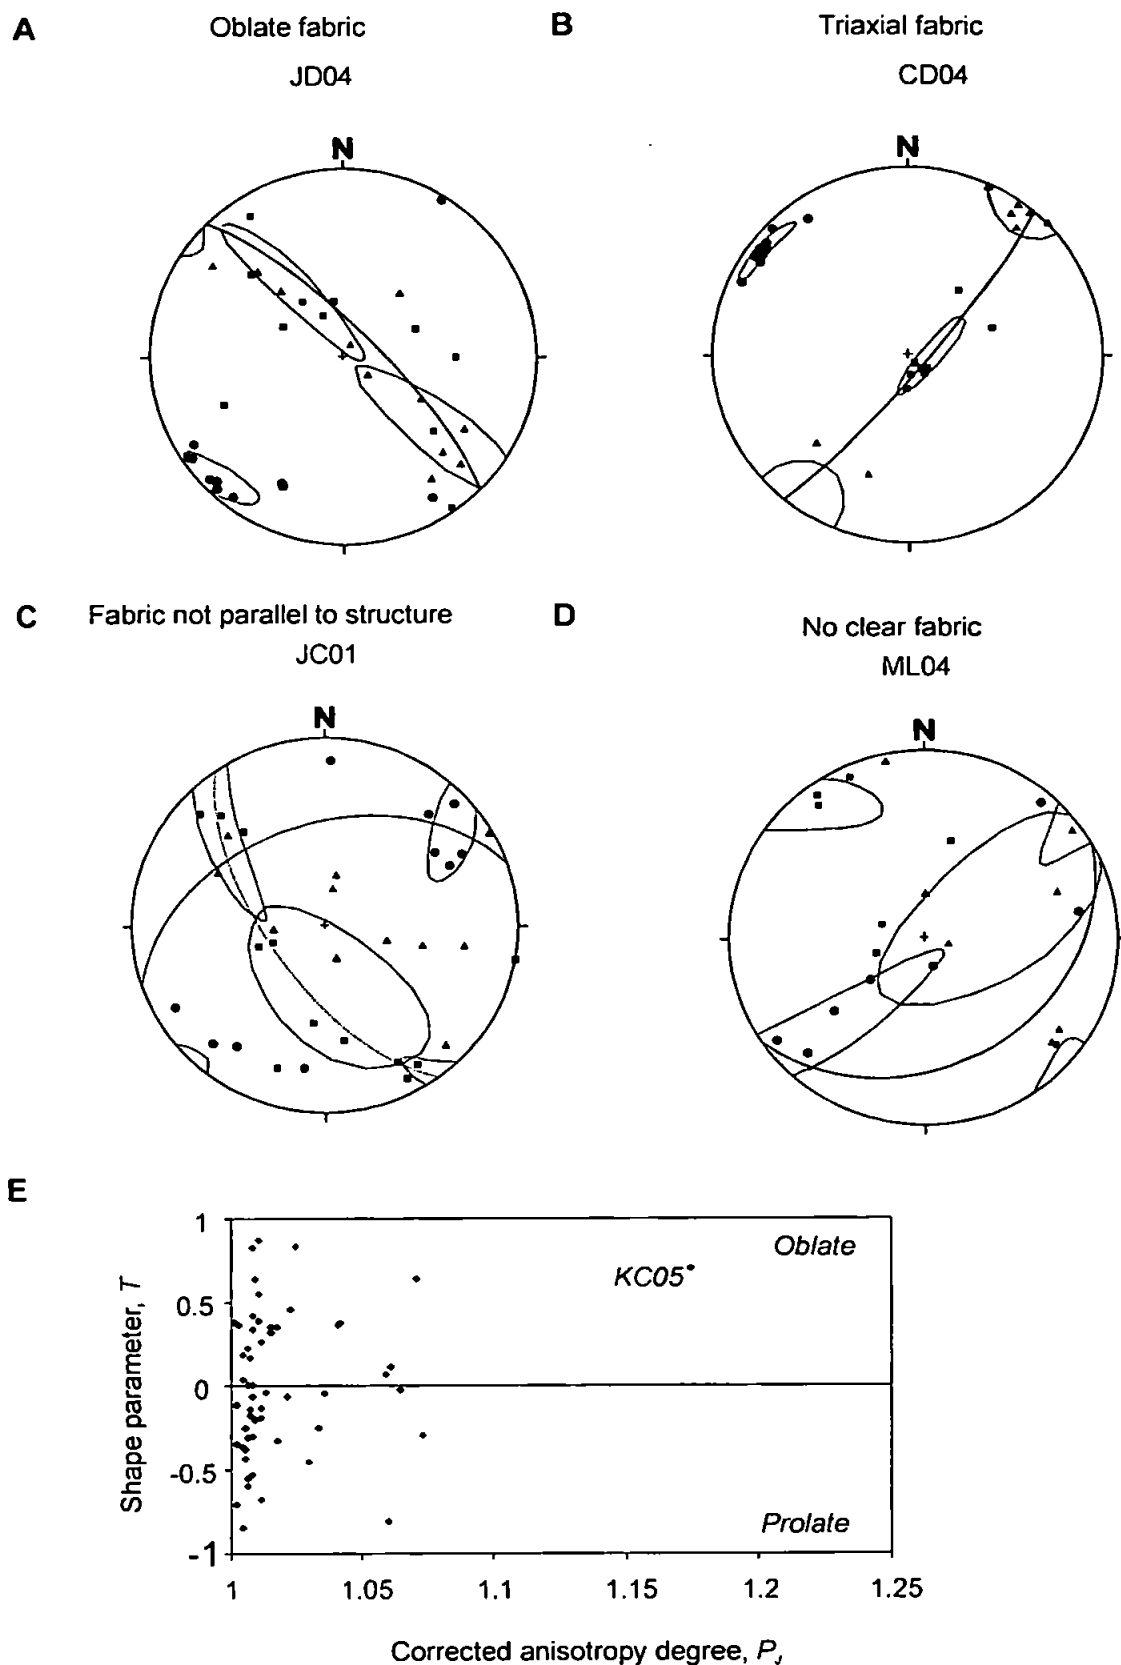 A
Oblate fabric
JD04
N
B
Triaxial fabric
CD04
N
C
Fabric not parallel to structure
JC01
N
D
No clear fabric
ML04
N
E
Shape parameter, T
1
0.5
0
-0.5
-1
Oblate
KC05
Prolate
1
1.05
1.1
1.15
1.2
1.25
Corrected anisotropy degree, PJ